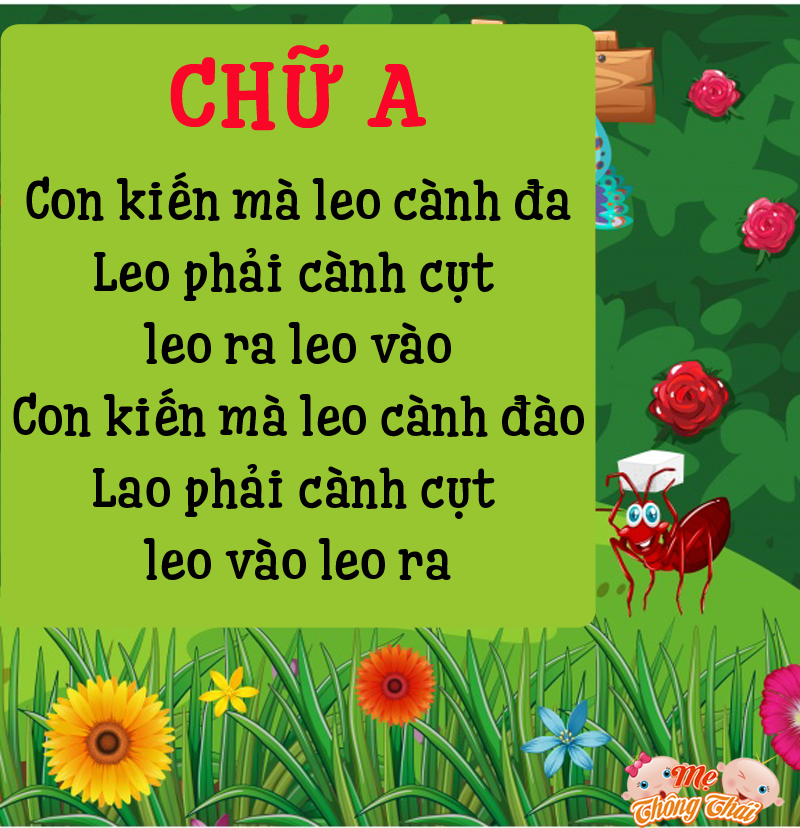 CHỮ A
Con kiến mà leo cành đa
Leo phải cành cụt
leo ra leo vào
Con kiến mà leo cành đào
Lao phải cành cụt
leo vào leo ra
Mẹ
Thông Thái